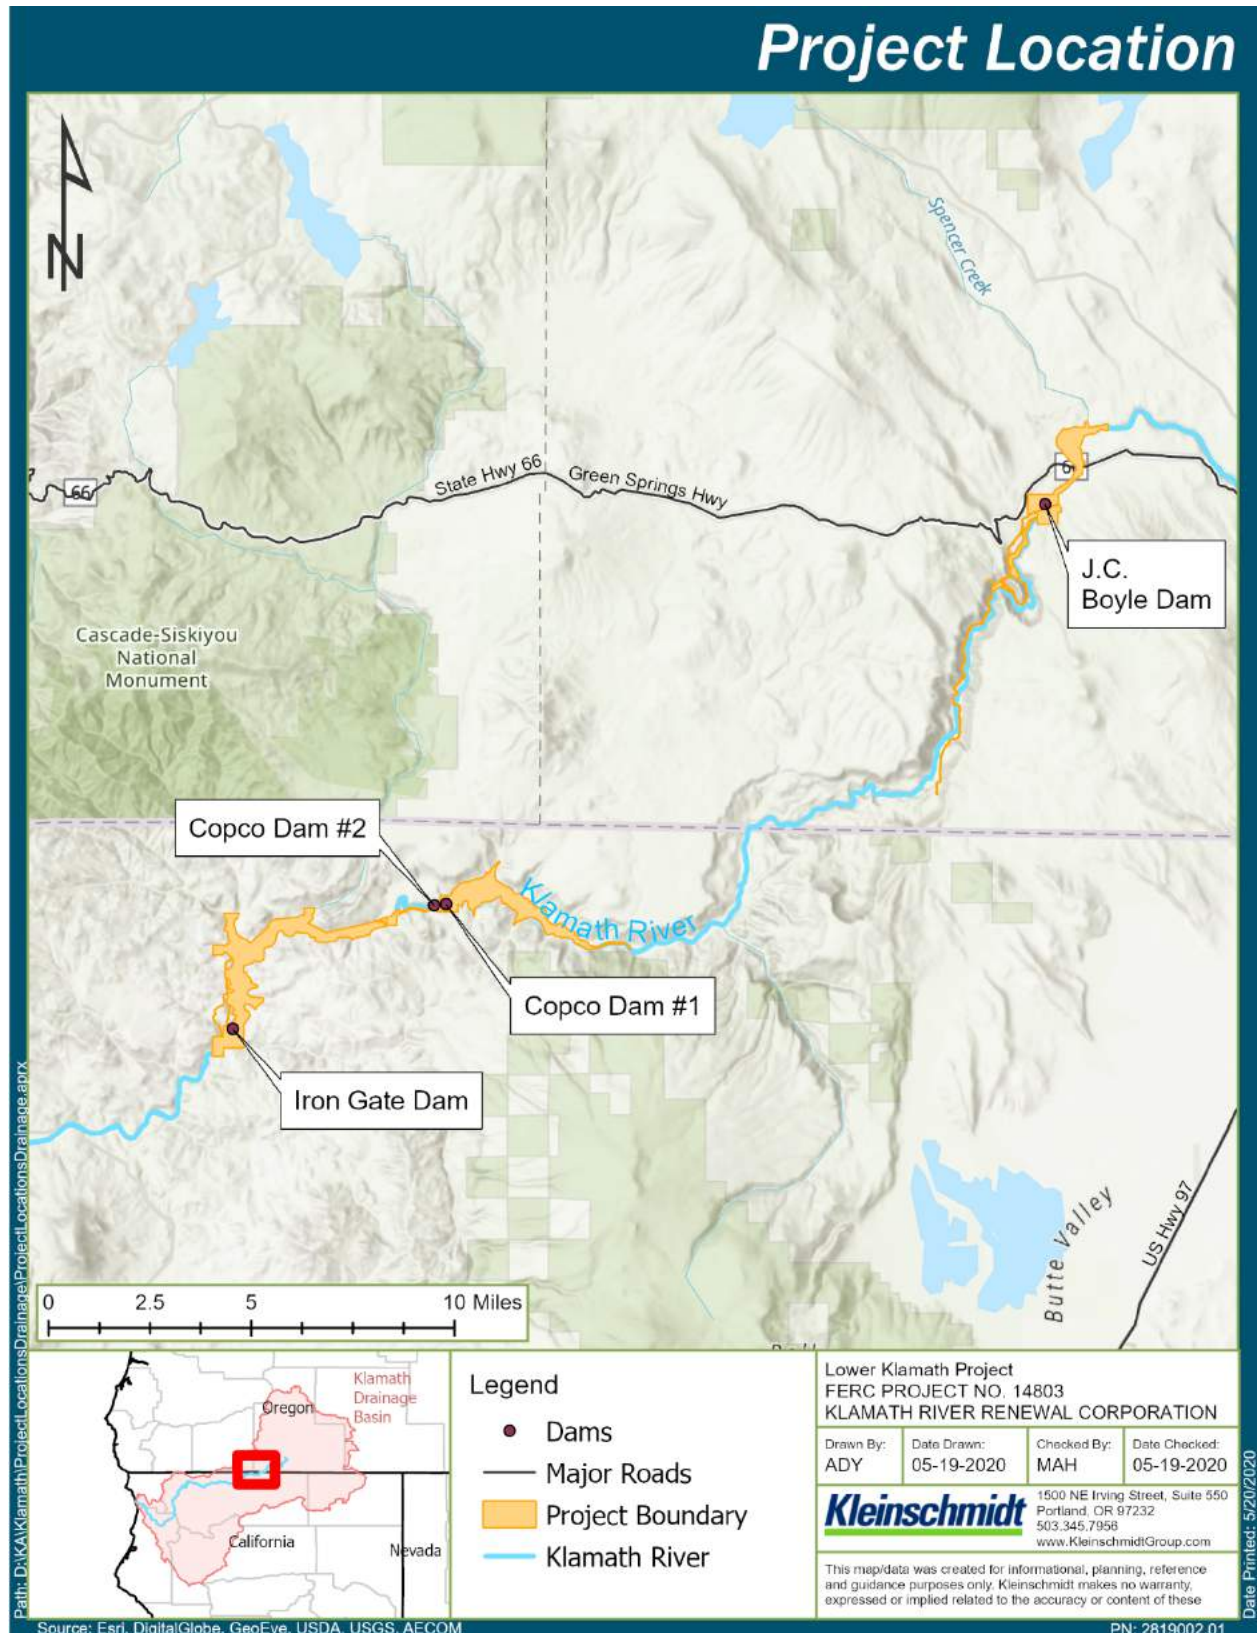 Project Location
N
Spencer Creek
66
State Hwy 66
Green Springs Hwy
J.C.
Boyle Dam
Cascade-Siskiyou
National
Monument
Copco Dam #2
Klamath River
Copco Dam #1
Iron Gate Dam
Butte Valley
US Hwy 97
0 2.5 5 10 Miles
Klamath
Drainage
Basin
Oregon
California
Nevada
Legend
Dams
Major Roads
Project Boundary
Klamath River
Lower Klamath Project
FERC PROJECT NO. 14803
KLAMATH RIVER RENEWAL CORPORATION
Drawn By:
ADY
Date Drawn:
05-19-2020
Checked By:
MAH
Date Checked:
05-19-2020
Kleinschmidt
1500 NE Irving Street, Suite 550
Portland, OR 97232
503.345.7956
www.KleinschmidtGroup.com
This map/data was created for informational, planning, reference
and guidance purposes only. Kleinschmidt makes no warranty,
expressed or implied related to the accuracy or content of these
Path: D:\KA\Klamath\ProjectLocationsDrainage\ProjectLocationsDrainage.aprx
Date Printed: 5/20/2020
Source: Esri, DigitalGlobe, GeoEye, USDA, USGS, AECOM
PN: 2819002.01